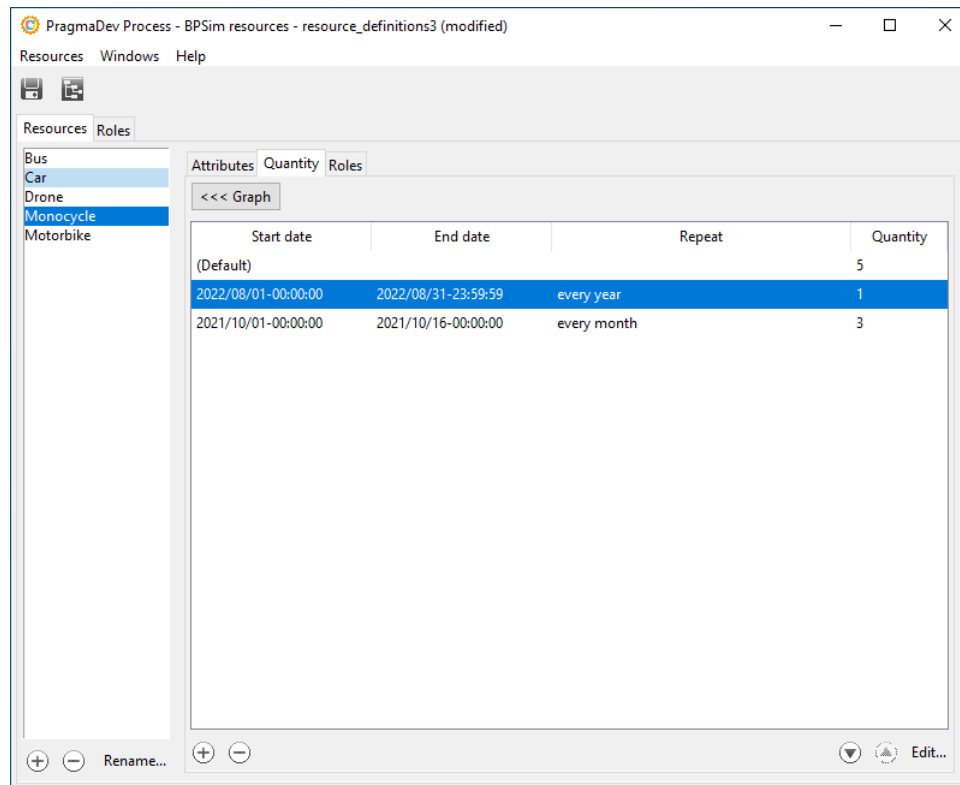 PragmaDev Process - BPSim resources - resource_definitions3 (modified)
Resources Windows Help
Resources Roles
Bus
Car
Drone
Monocycle
Motorbike
Attributes Quantity Roles
<<< Graph
Start date End date Repeat Quantity
(Default) 5
2022/08/01-00:00:00 2022/08/31-23:59:59 every year 1
2021/10/01-00:00:00 2021/10/16-00:00:00 every month 3
Rename...
Edit...